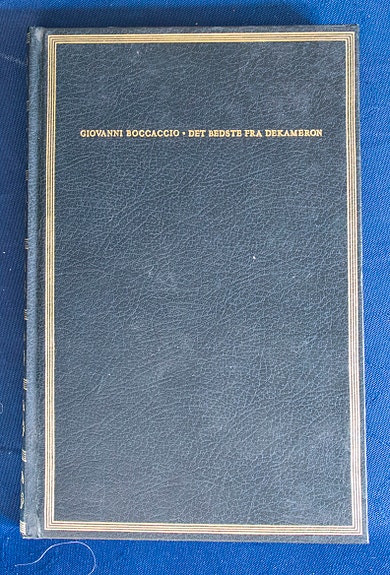 GIOVANNI BOCCACCIO • DET BEDSTE FRA DEKAMERON